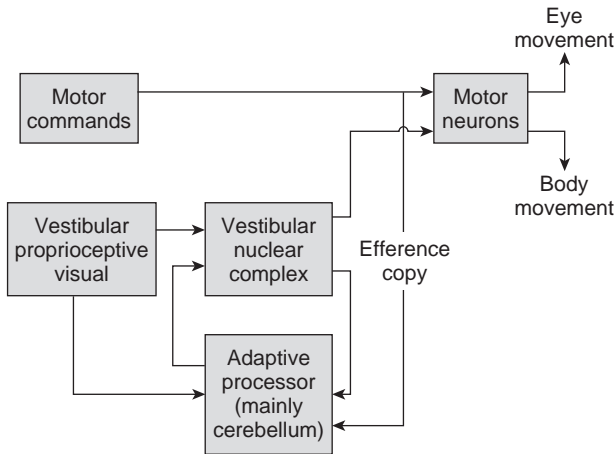 Eye
movement
Motor
commands
Motor
neurons
Body
movement
Vestibular
proprioceptive
visual
Vestibular
nuclear
complex
Efference
copy
Adaptive
processor
(mainly
cerebellum)